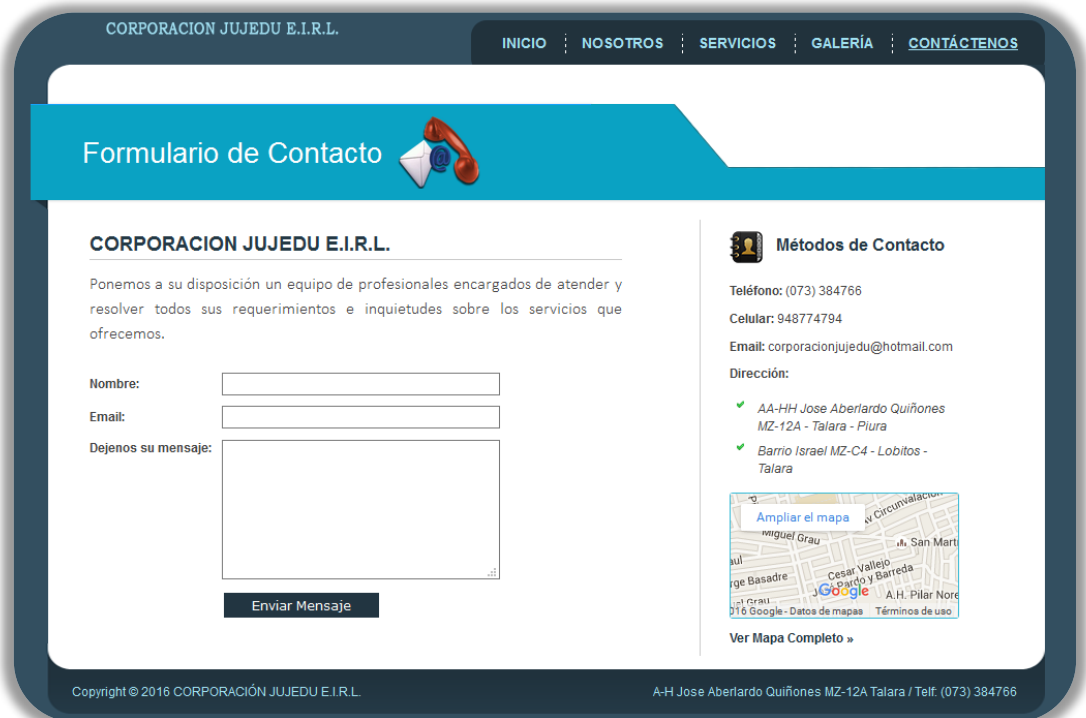 CORPORACION JUJEDU E.I.R.L.
INICIO NOSOTROS SERVICIOS GALERÍA CONTÁCTENOS
Formulario de Contacto
@
CORPORACION JUJEDU E.I.R.L.
Ponemos a su disposición un equipo de profesionales encargados de atender y
resolver todos sus requerimientos e inquietudes sobre los servicios que
ofrecemos.
Nombre:
Email:
Dejenos su mensaje:
Enviar Mensaje
Métodos de Contacto
Teléfono: (073) 384766
Celular: 948774794
Email: corporacionjujedu@hotmail.com
Dirección:
AA-HH Jose Aberlardo Quiñones
MZ-12A - Talara - Piura
Barrio Israel MZ-C4 - Lobitos -
Talara
Ampliar el mapa
Av Circunvalacion
Miguel Grau
San Mart
Cesar Vallejo
J Pardo y Barreda
rge Basadre
Google
A.H. Pilar Nore
el Grau
016 Google - Datos de mapas Términos de uso
Ver Mapa Completo »
Copyright © 2016 CORPORACIÓN JUJEDU E.I.R.L.
A-H Jose Aberlardo Quiñones MZ-12A Talara / Telf: (073) 384766